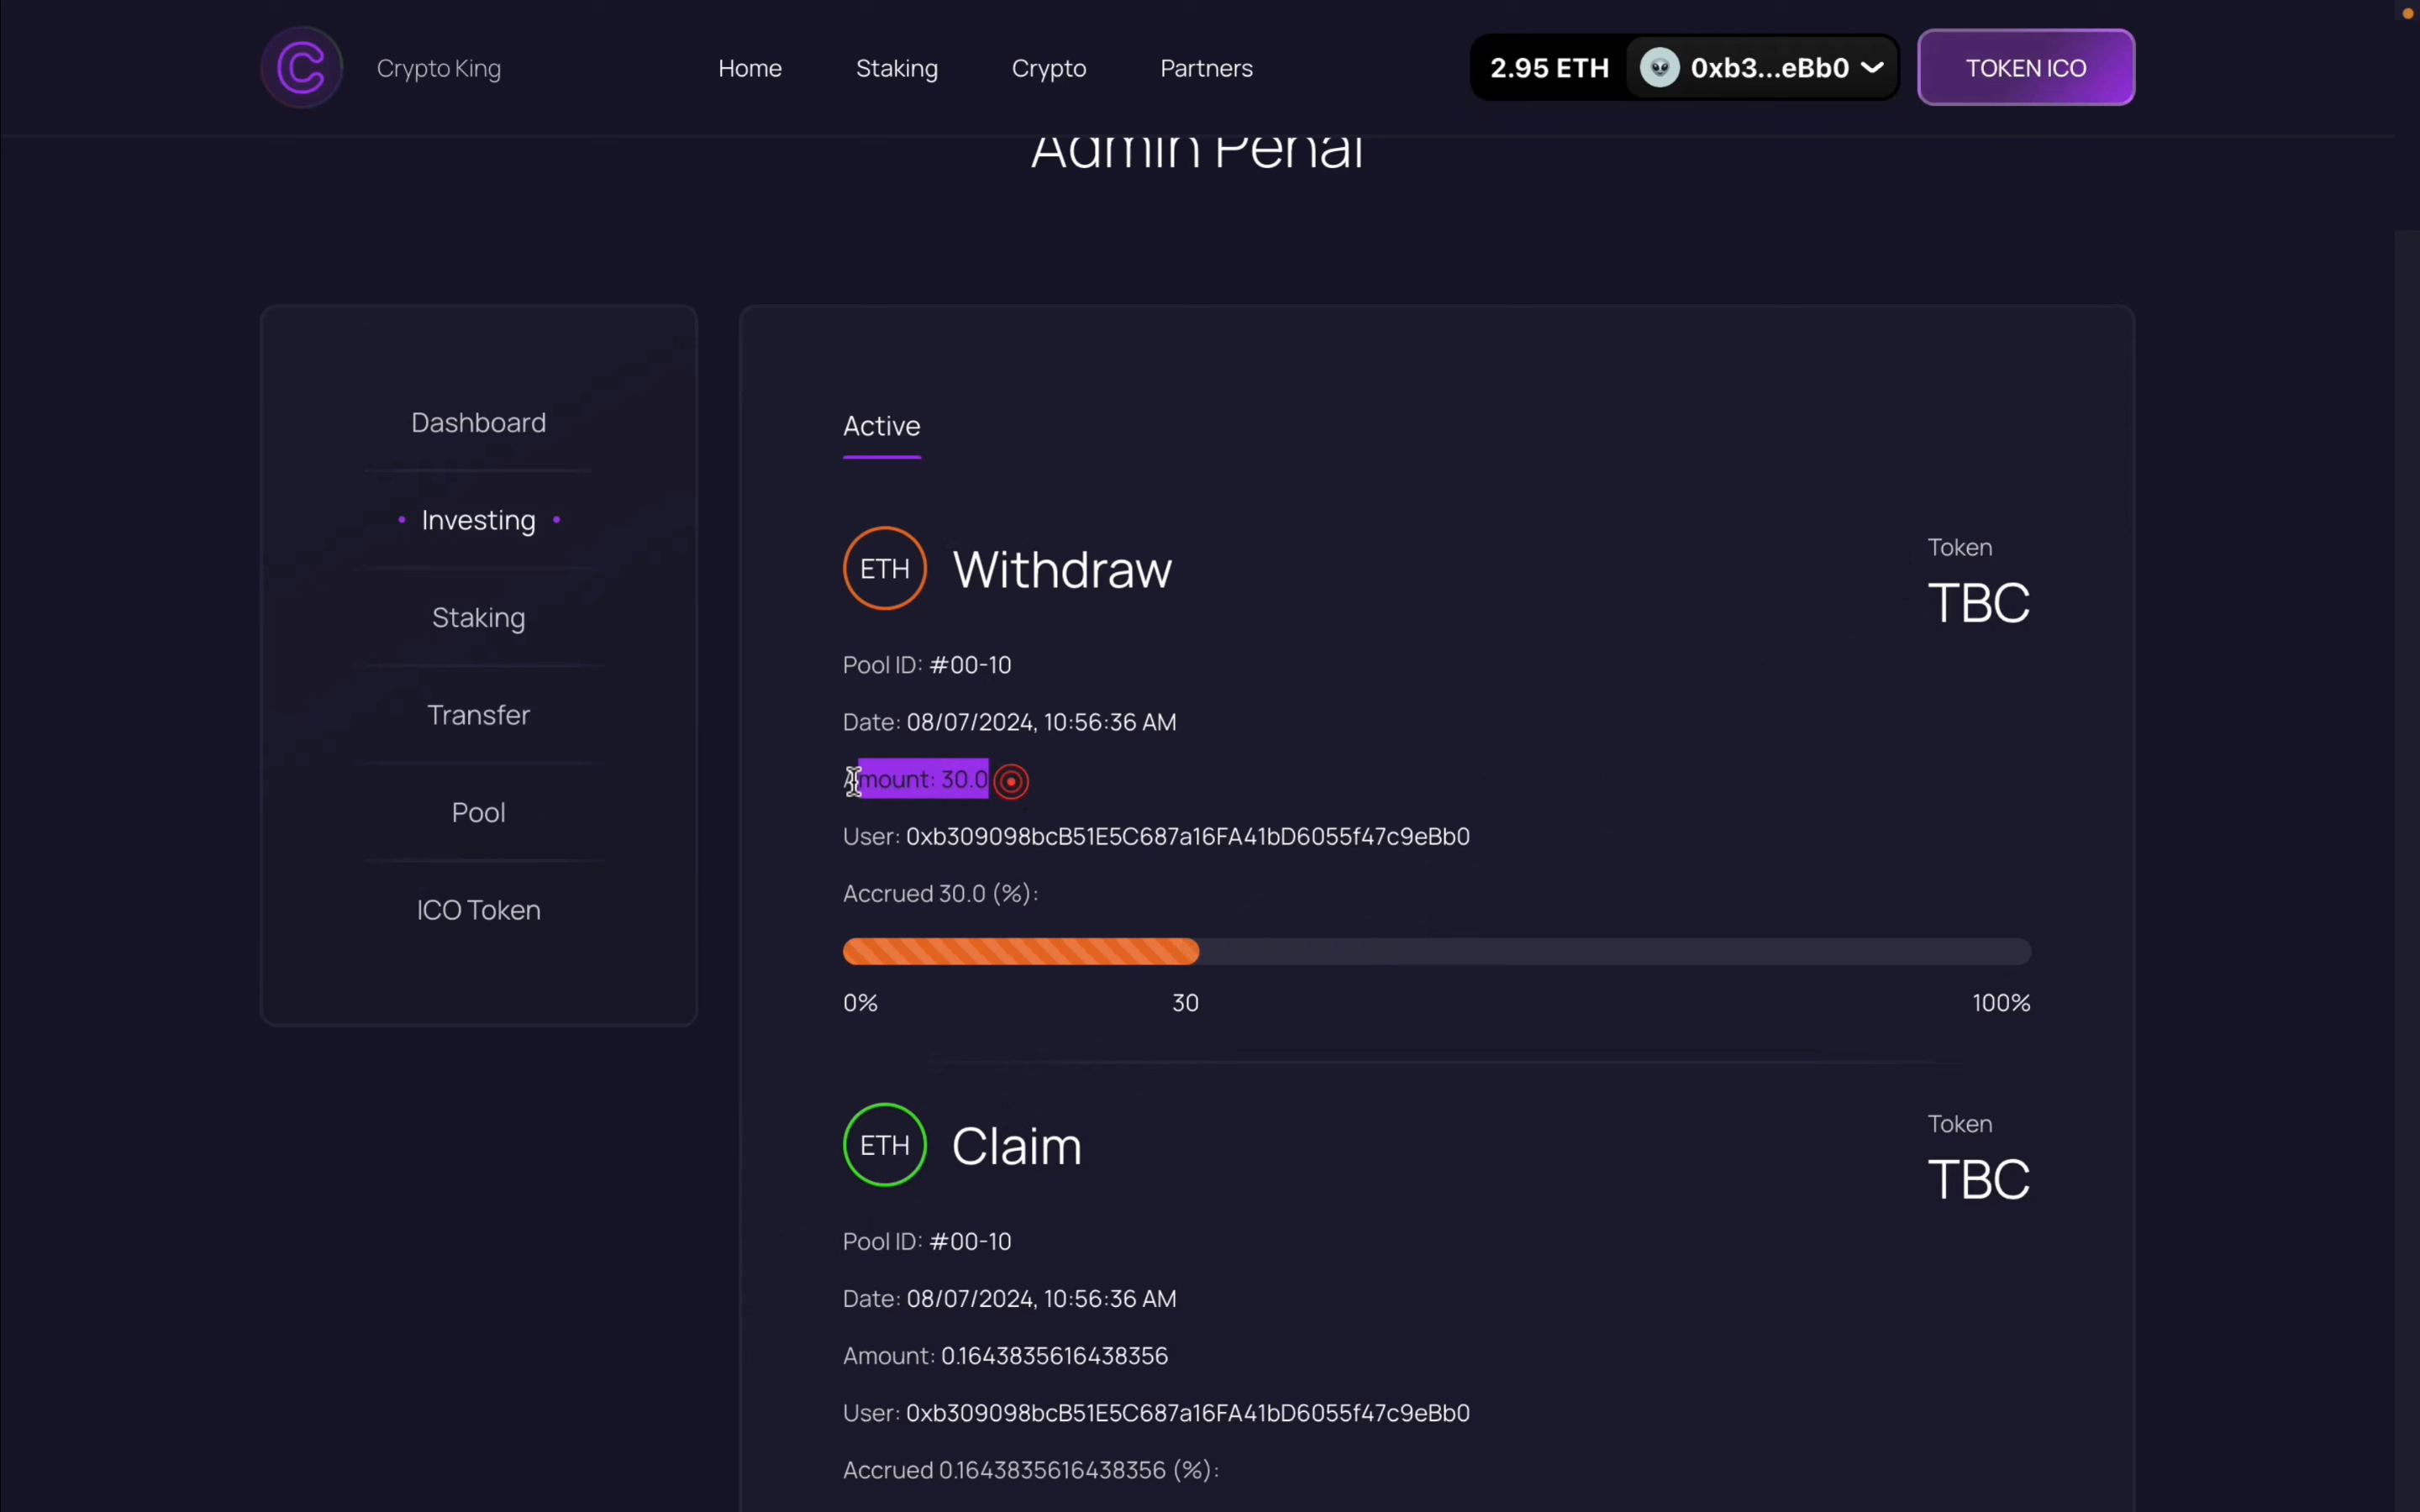 Crypto King
Home
Staking
Crypto
Partners
2.95 ETH
0xb3...eBb0
TOKEN ICO
Admin Penal
Dashboard
Investing
Staking
Transfer
Pool
ICO Token
Active
ETH
Withdraw
Token
TBC
Pool ID: #00-10
Date: 08/07/2024, 10:56:36 AM
Amount: 30.0
User: 0xb309098bcB51E5C687a16FA41bD6055f47c9eBb0
Accrued 30.0 (%):
0%
30
100%
ETH
Claim
Token
TBC
Pool ID: #00-10
Date: 08/07/2024, 10:56:36 AM
Amount: 0.1643835616438356
User: 0xb309098bcB51E5C687a16FA41bD6055f47c9eBb0
Accrued 0.1643835616438356 (%):